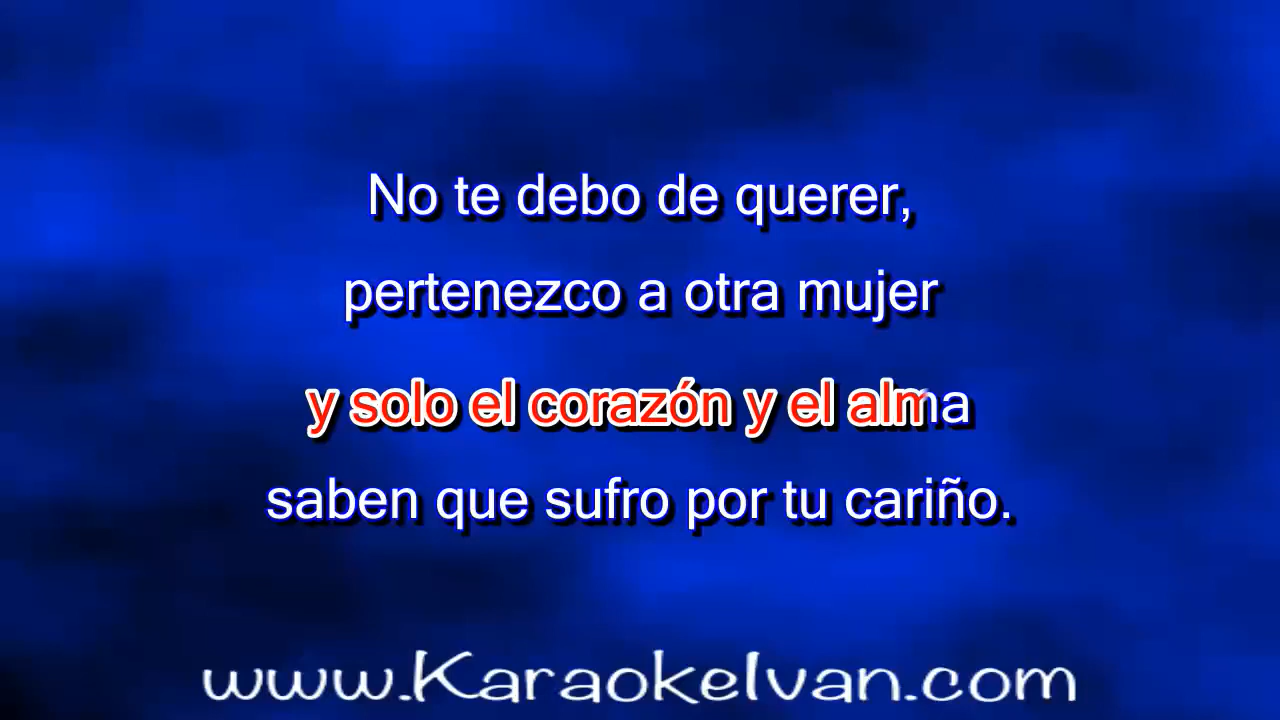 No te debo de querer,
pertenezco a otra mujer
y solo el corazón y el alma
saben que sufro por tu cariño.
www.KaraokeIvan.com